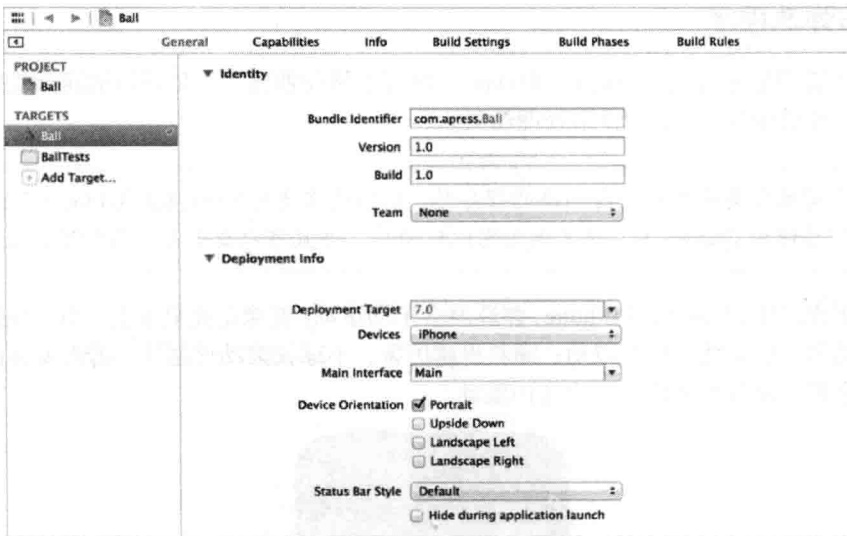 Ball
General Capabilities Info Build Settings Build Phases Build Rules
PROJECT
Ball
TARGETS
Ball
BallTests
Add Target...
Identity
Bundle Identifier com.apress.Ball
Version 1.0
Build 1.0
Team None
Deployment Info
Deployment Target 7.0
Devices iPhone
Main Interface Main
Device Orientation Portrait
Upside Down
Landscape Left
Landscape Right
Status Bar Style Default
Hide during application launch